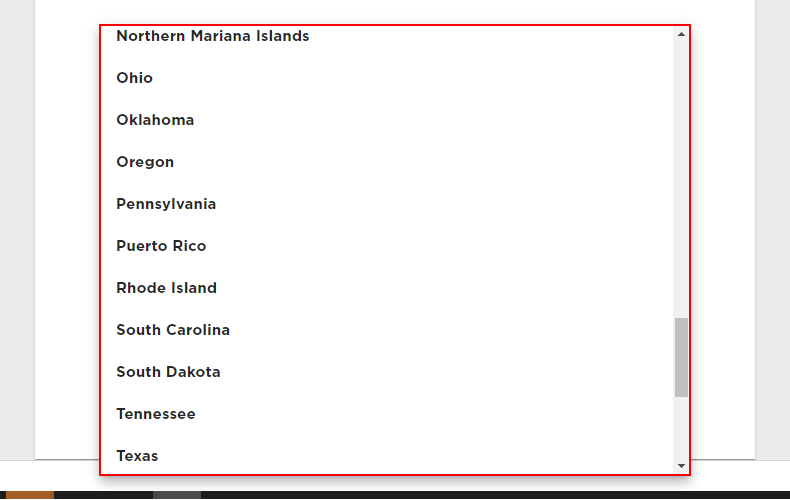 Northern Mariana Islands
Ohio
Oklahoma
Oregon
Pennsylvania
Puerto Rico
Rhode Island
South Carolina
South Dakota
Tennessee
Texas